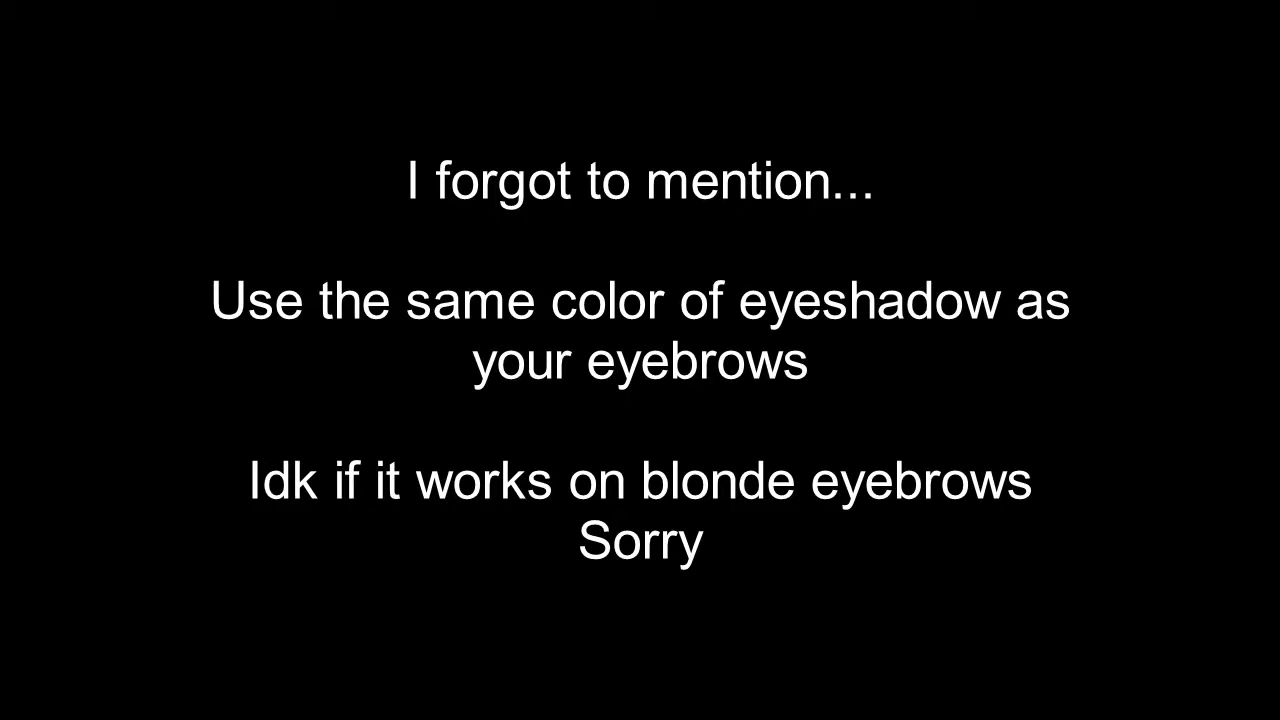 I forgot to mention...
Use the same color of eyeshadow as
your eyebrows
Idk if it works on blonde eyebrows
Sorry